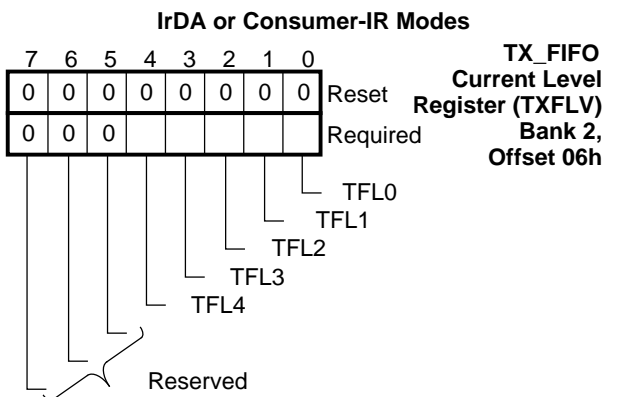 IrDA or Consumer-IR Modes
7 6 5 4 3 2 1 0
TX_FIFO
Current Level
Register (TXFLV)
Bank 2,
Offset 06h
0 0 0 0 0 0 0 0 Reset
0 0 0 Required
TFL0
TFL1
TFL2
TFL3
TFL4
Reserved